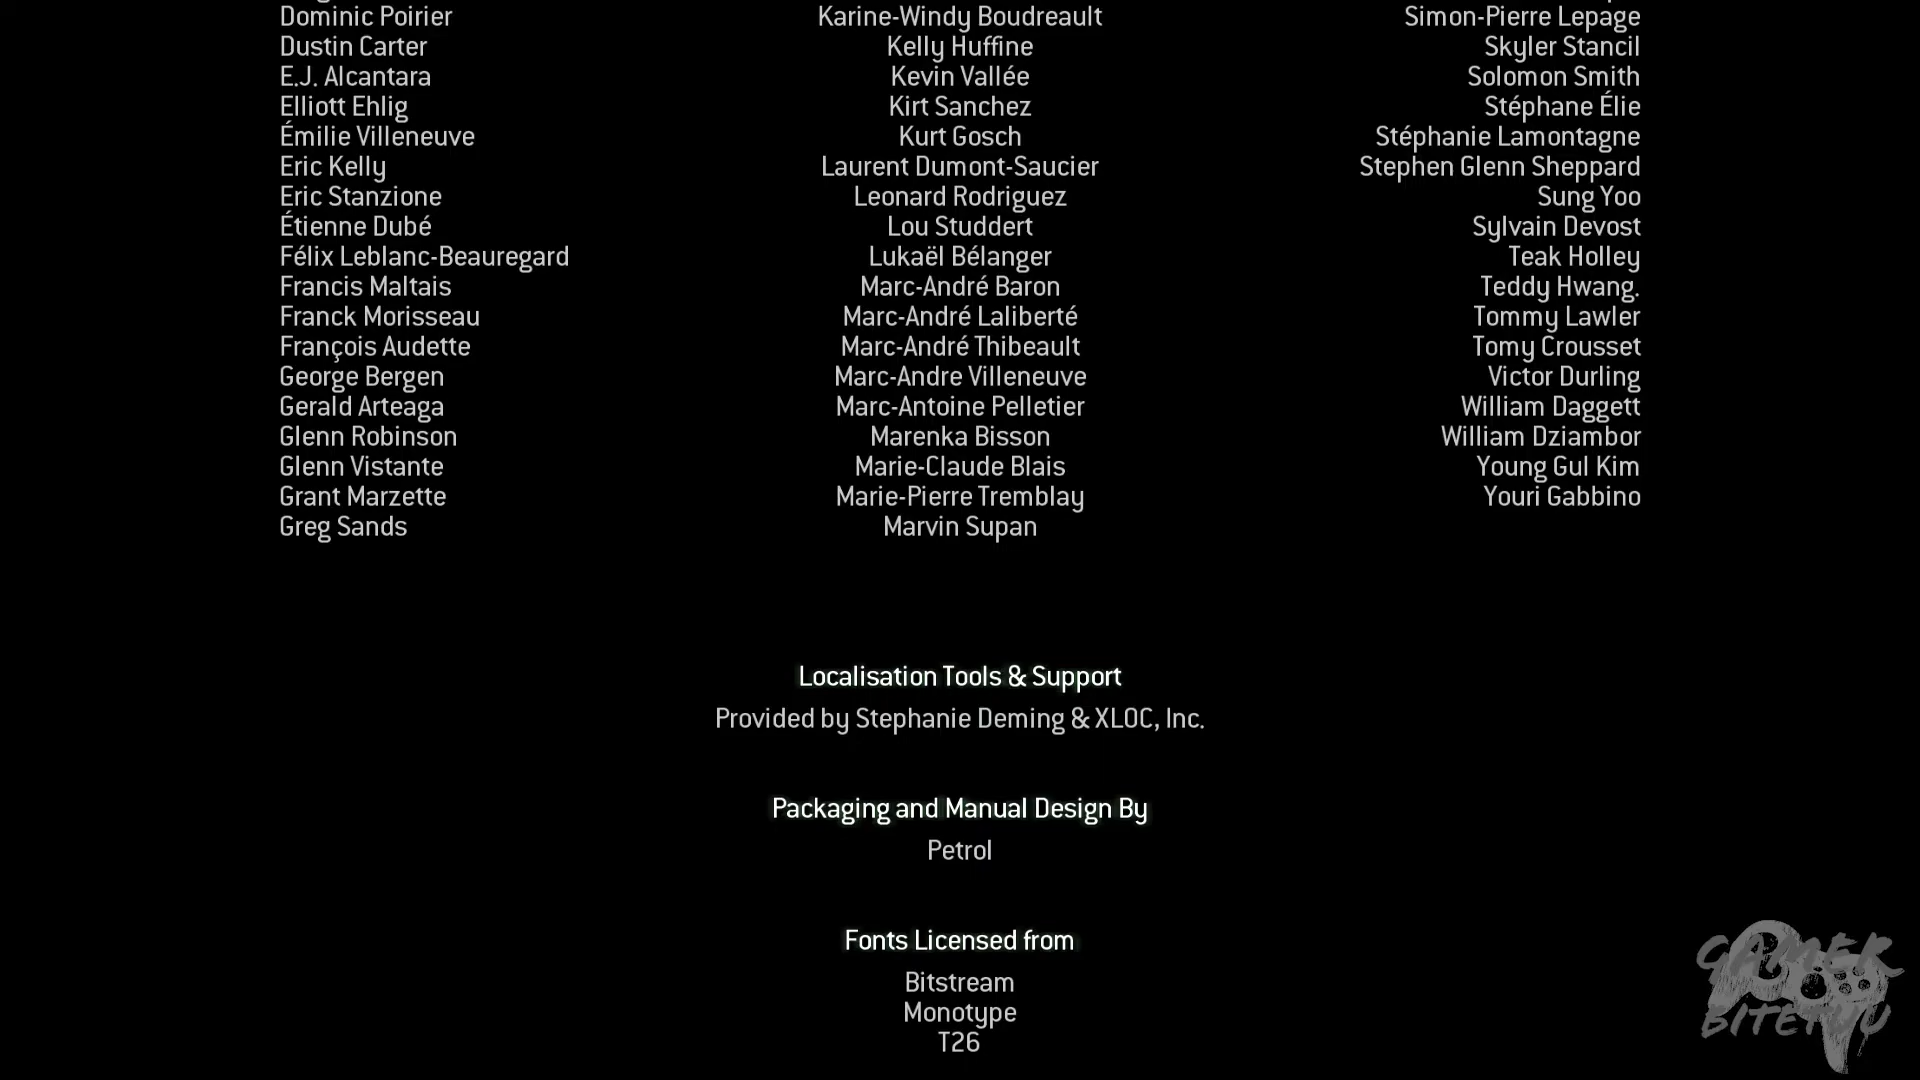 Dominic Poirier
Dustin Carter
E.J. Alcantara
Elliott Ehlig
Émilie Villeneuve
Eric Kelly
Eric Stanzione
Étienne Dubé
Félix Leblanc-Beauregard
Francis Maltais
Franck Morisseau
François Audette
George Bergen
Gerald Arteaga
Glenn Robinson
Glenn Vistante
Grant Marzette
Greg Sands
Karine-Windy Boudreault
Kelly Huffine
Kevin Vallée
Kirt Sanchez
Kurt Gosch
Laurent Dumont-Saucier
Leonard Rodriguez
Lou Studdert
Lukaël Bélanger
Marc-André Baron
Marc-André Laliberté
Marc-André Thibeault
Marc-Andre Villeneuve
Marc-Antoine Pelletier
Marenka Bisson
Marie-Claude Blais
Marie-Pierre Tremblay
Marvin Supan
Simon-Pierre Lepage
Skyler Stancil
Solomon Smith
Stéphane Élie
Stéphanie Lamontagne
Stephen Glenn Sheppard
Sung Yoo
Sylvain Devost
Teak Holley
Teddy Hwang.
Tommy Lawler
Tomy Crousset
Victor Durling
William Daggett
William Dziambor
Young Gul Kim
Youri Gabbino
Localisation Tools & Support
Provided by Stephanie Deming & XLOC, Inc.
Packaging and Manual Design By
Petrol
Fonts Licensed from
Bitstream
Monotype
T26
GAMER